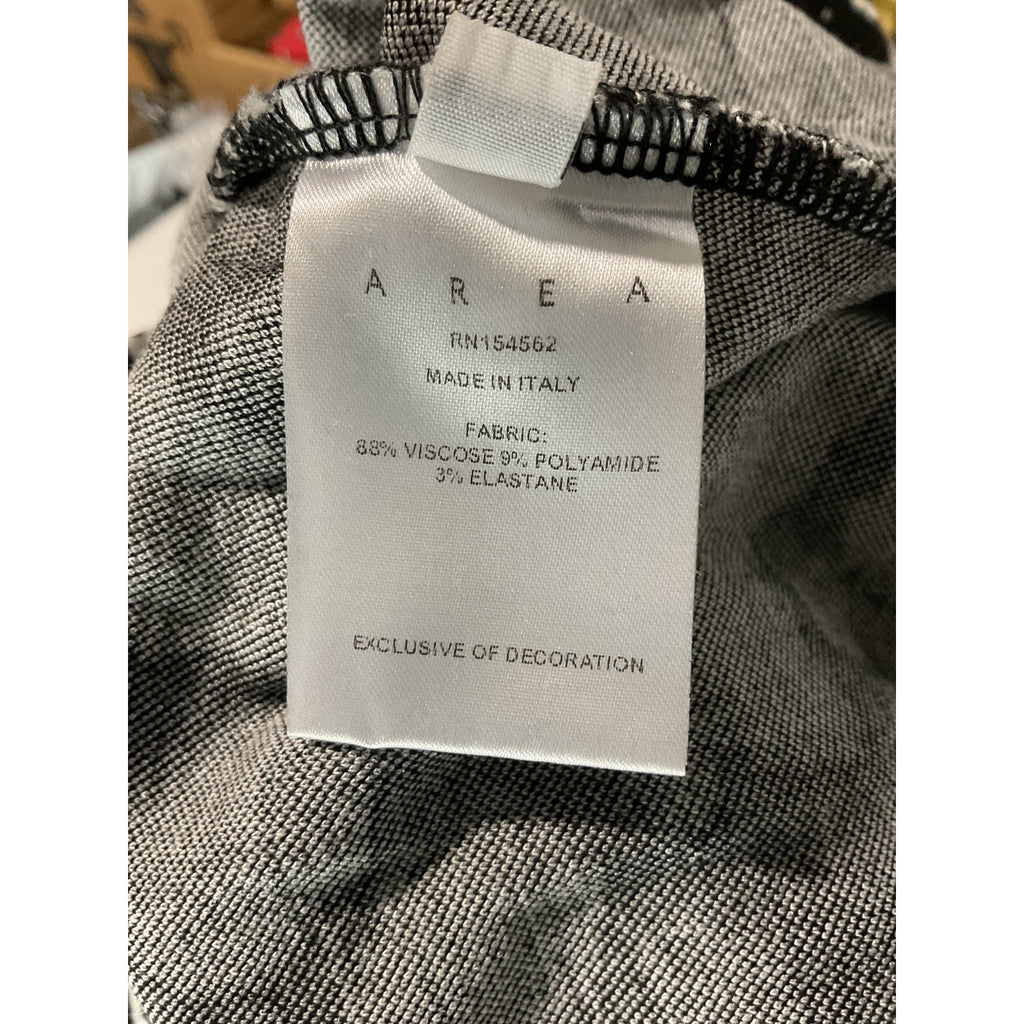 A R E A
RN154562
MADE IN ITALY
FABRIC:
88% VISCOSE 9% POLYAMIDE
3% ELASTANE
EXCLUSIVE OF DECORATION